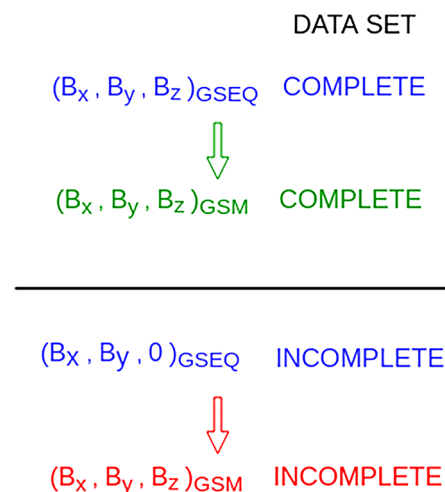 DATA SET
(Bx , By , Bz )GSEQ COMPLETE
(Bx , By , Bz )GSM COMPLETE
(Bx , By , 0 )GSEQ INCOMPLETE
(Bx , By , Bz )GSM INCOMPLETE